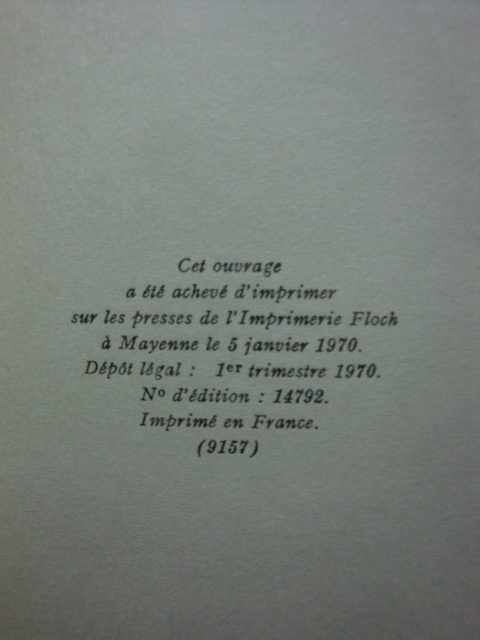 Cet ouvrage
a été achevé d'imprimer
sur les presses de l'Imprimerie Floch
à Mayenne le 5 janvier 1970.
Dépôt légal : 1er trimestre 1970.
No d'édition : 14792.
Imprimé en France.
(9157)